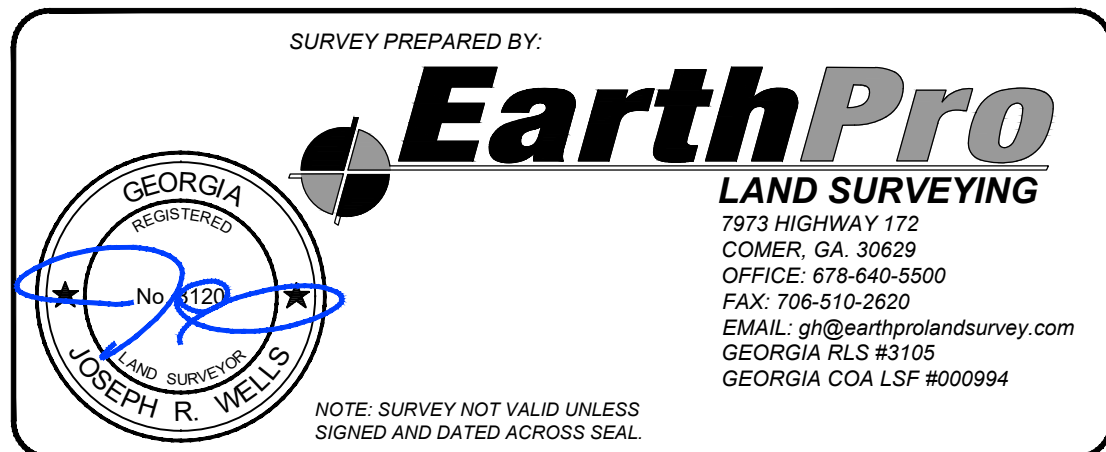 SURVEY PREPARED BY:
EarthPro
LAND SURVEYING
7973 HIGHWAY 172
COMER, GA. 30629
OFFICE: 678-640-5500
FAX: 706-510-2620
EMAIL: gh@earthprolandsurvey.com
GEORGIA RLS #3105
GEORGIA COA LSF #000994
GEORGIA
REGISTERED
No. 3120
LAND SURVEYOR
JOSEPH R. WELLS
NOTE: SURVEY NOT VALID UNLESS
SIGNED AND DATED ACROSS SEAL.